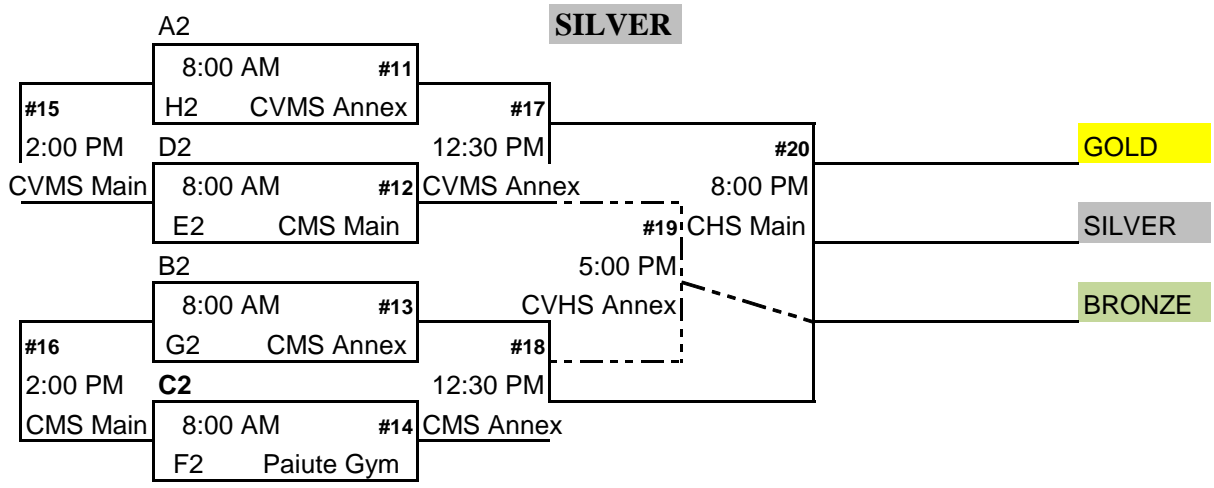 A2 SILVER
8:00 AM #11
#15 H2 CVMS Annex #17
2:00 PM D2 12:30 PM #20 GOLD
CVMS Main 8:00 AM #12 CVMS Annex 8:00 PM
E2 CMS Main #19 CHS Main SILVER
B2 5:00 PM
8:00 AM #13 CVHS Annex BRONZE
#16 G2 CMS Annex #18
2:00 PM C2 12:30 PM
CMS Main 8:00 AM #14 CMS Annex
F2 Paiute Gym